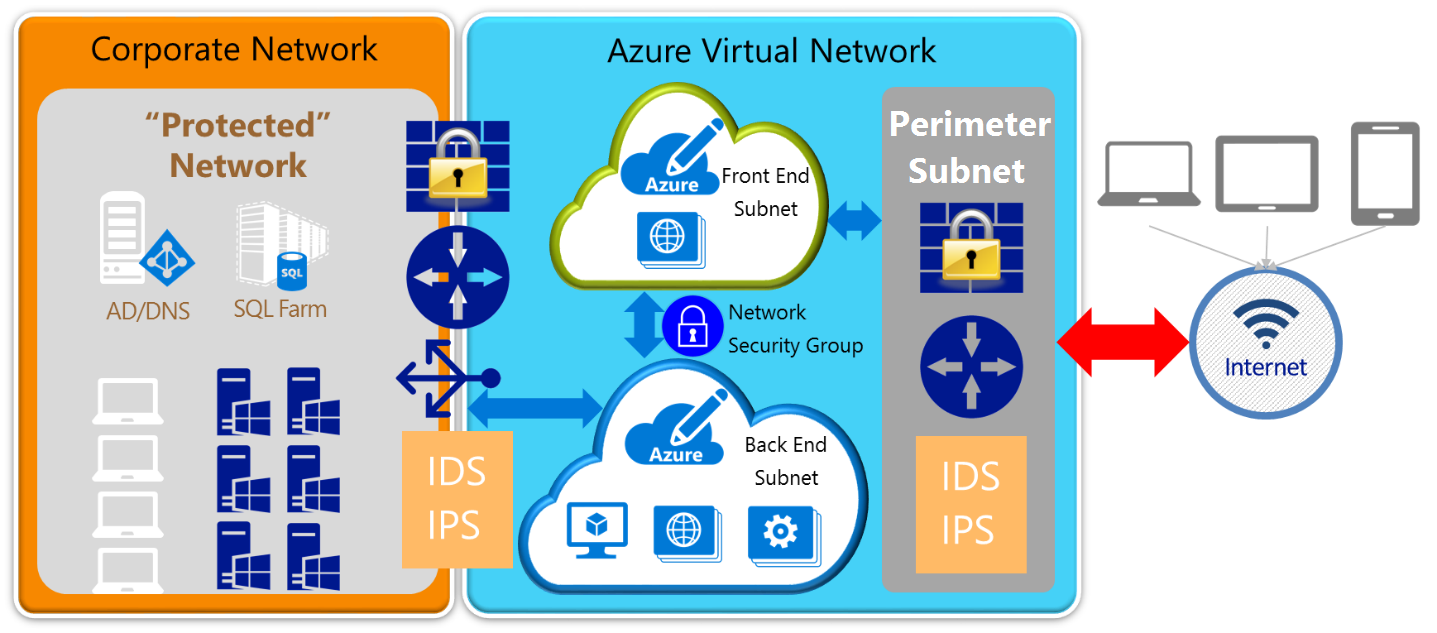 Corporate Network
Azure Virtual Network
“Protected”
Network
AD/DNS
SQL
SQL Farm
IDS
IPS
Azure
Front End
Subnet
Network
Security Group
Azure
Back End
Subnet
Perimeter
Subnet
IDS
IPS
Internet